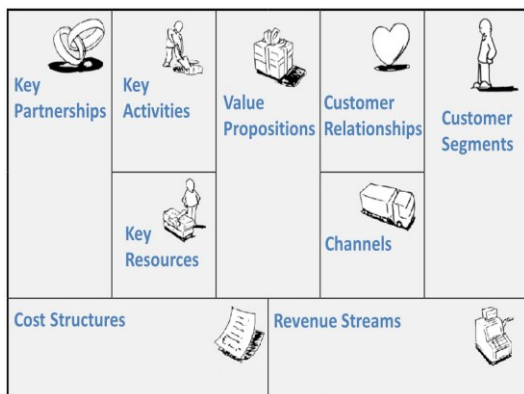 Key
Partnerships
Key
Activities
Value
Propositions
Customer
Relationships
Customer
Segments
Key
Resources
Channels
Cost Structures
Revenue Streams